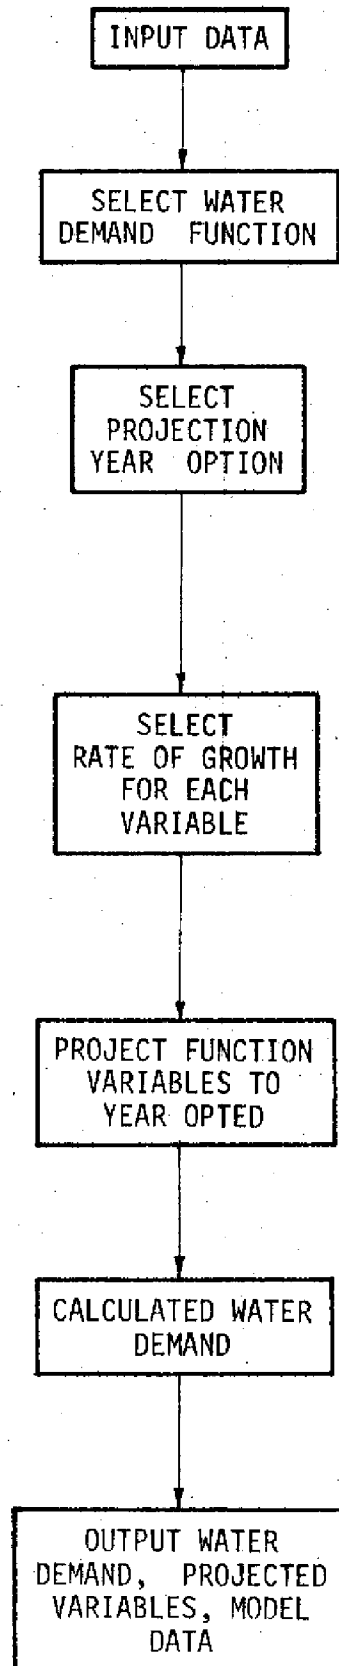 INPUT DATA
SELECT WATER
DEMAND FUNCTION
SELECT
PROJECTION
YEAR OPTION
SELECT
RATE OF GROWTH
FOR EACH
VARIABLE
PROJECT FUNCTION
VARIABLES TO
YEAR OPTED
CALCULATED WATER
DEMAND
OUTPUT WATER
DEMAND, PROJECTED
VARIABLES, MODEL
DATA